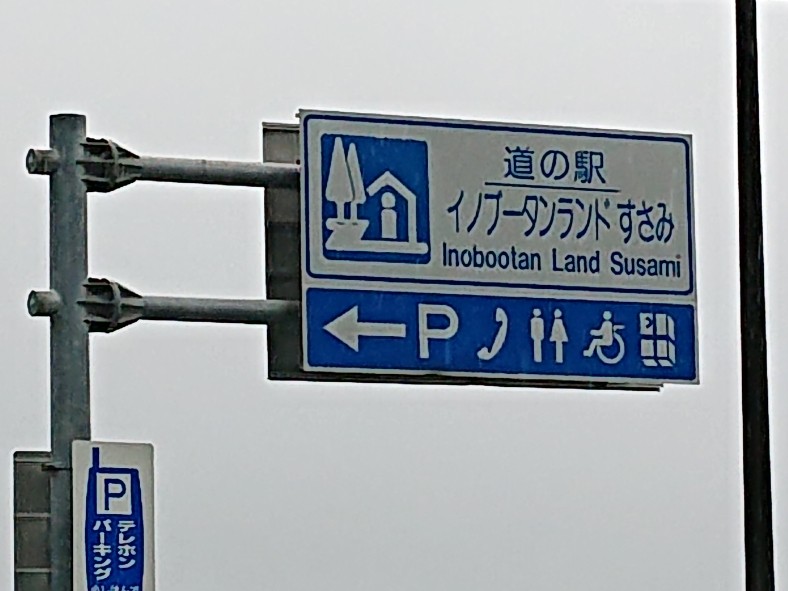 道の駅
イノブータンランド すさみ
Inobootan Land Susami
P
P
テレホン
パーキング